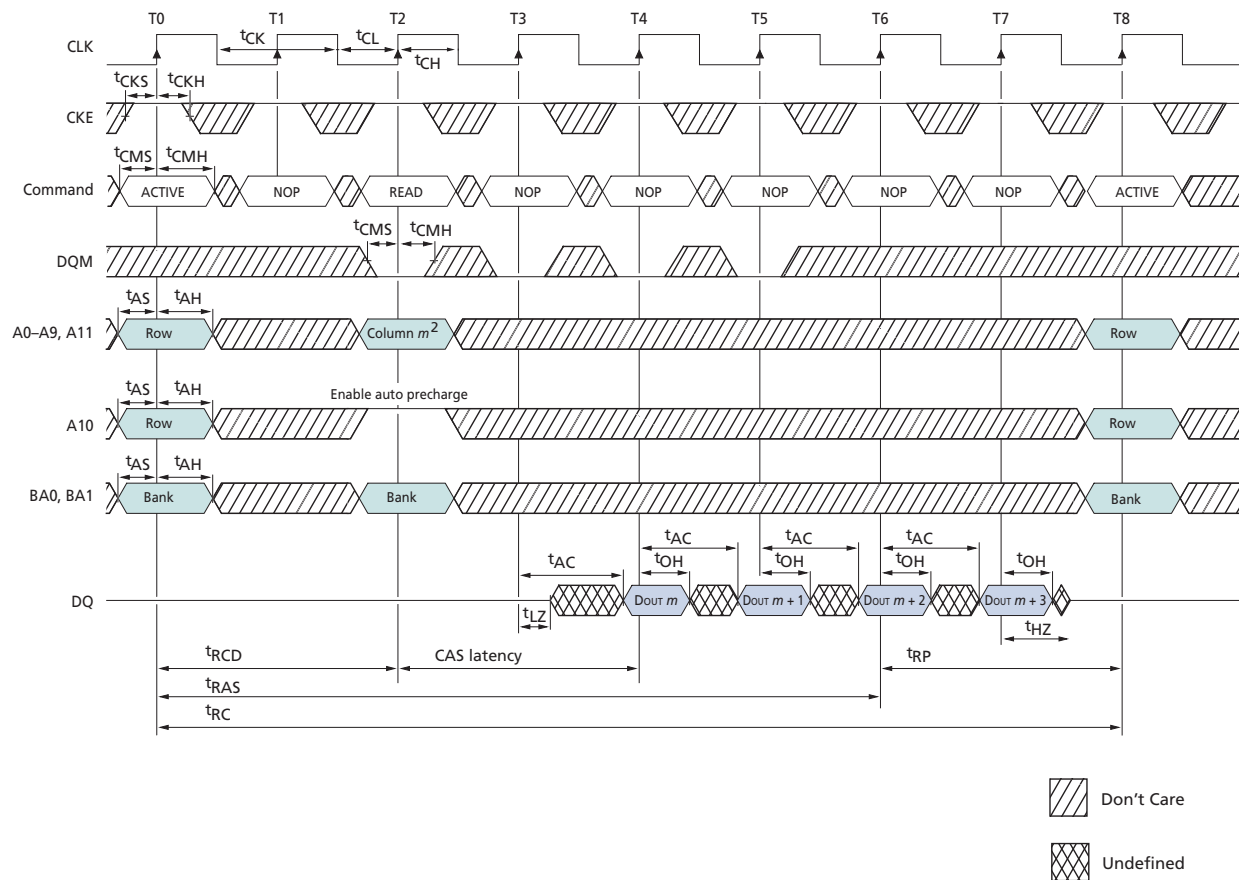 T0 T1 T2 T3 T4 T5 T6 T7 T8
CLK tCK tCL tCH
tCKS tCKH
CKE
tCMS tCMH
Command ACTIVE NOP READ NOP NOP NOP NOP NOP ACTIVE
tCMS tCMH
DQM
tAS tAH
A0–A9, A11 Row Column m2 Row
tAS tAH Enable auto precharge
A10 Row Row
tAS tAH
BA0, BA1 Bank Bank Bank
tAC tAC tAC tAC
tOH tOH tOH tOH
DQ DOUT m DOUT m + 1 DOUT m + 2 DOUT m + 3
tLZ tHZ
tRCD CAS latency tRP
tRAS
tRC
Don't Care
Undefined